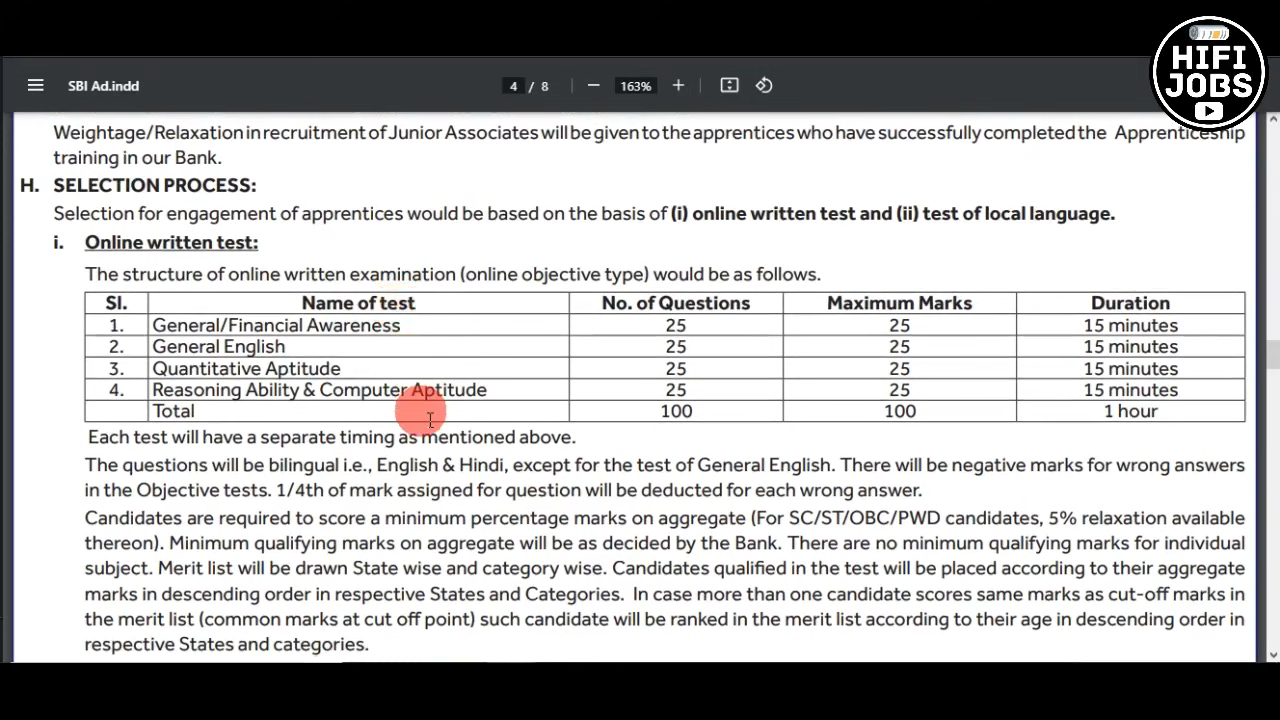 HIFI
JOBS
SBI Ad.indd
4 / 8
163%
Weightage/Relaxation in recruitment of Junior Associates will be given to the apprentices who have successfully completed the Apprenticeship
training in our Bank.
H. SELECTION PROCESS:
Selection for engagement of apprentices would be based on the basis of (i) online written test and (ii) test of local language.
i. Online written test:
The structure of online written examination (online objective type) would be as follows.
Sl. Name of test No. of Questions Maximum Marks Duration
1. General/Financial Awareness 25 25 15 minutes
2. General English 25 25 15 minutes
3. Quantitative Aptitude 25 25 15 minutes
4. Reasoning Ability & Computer Aptitude 25 25 15 minutes
Total 100 100 1 hour
Each test will have a separate timing as mentioned above.
The questions will be bilingual i.e., English & Hindi, except for the test of General English. There will be negative marks for wrong answers
in the Objective tests. 1/4th of mark assigned for question will be deducted for each wrong answer.
Candidates are required to score a minimum percentage marks on aggregate (For SC/ST/OBC/PWD candidates, 5% relaxation available
thereon). Minimum qualifying marks on aggregate will be as decided by the Bank. There are no minimum qualifying marks for individual
subject. Merit list will be drawn State wise and category wise. Candidates qualified in the test will be placed according to their aggregate
marks in descending order in respective States and Categories. In case more than one candidate scores same marks as cut-off marks in
the merit list (common marks at cut off point) such candidate will be ranked in the merit list according to their age in descending order in
respective States and categories.